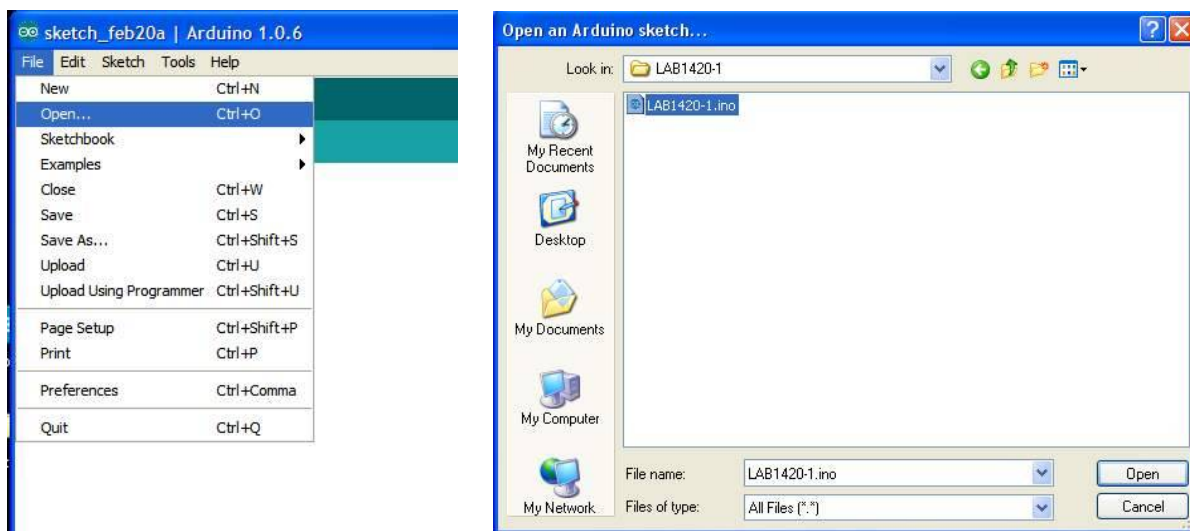 sketch_feb20a | Arduino 1.0.6
File Edit Sketch Tools Help
New Ctrl+N
Open... Ctrl+O
Sketchbook
Examples
Close Ctrl+W
Save Ctrl+S
Save As... Ctrl+Shift+S
Upload Ctrl+U
Upload Using Programmer Ctrl+Shift+U
Page Setup Ctrl+Shift+P
Print Ctrl+P
Preferences Ctrl+Comma
Quit Ctrl+Q
Open an Arduino sketch...
Look in: LAB1420-1
LAB1420-1.ino
My Recent
Documents
Desktop
My Documents
My Computer
My Network
File name: LAB1420-1.ino Open
Files of type: All Files (*.*) Cancel